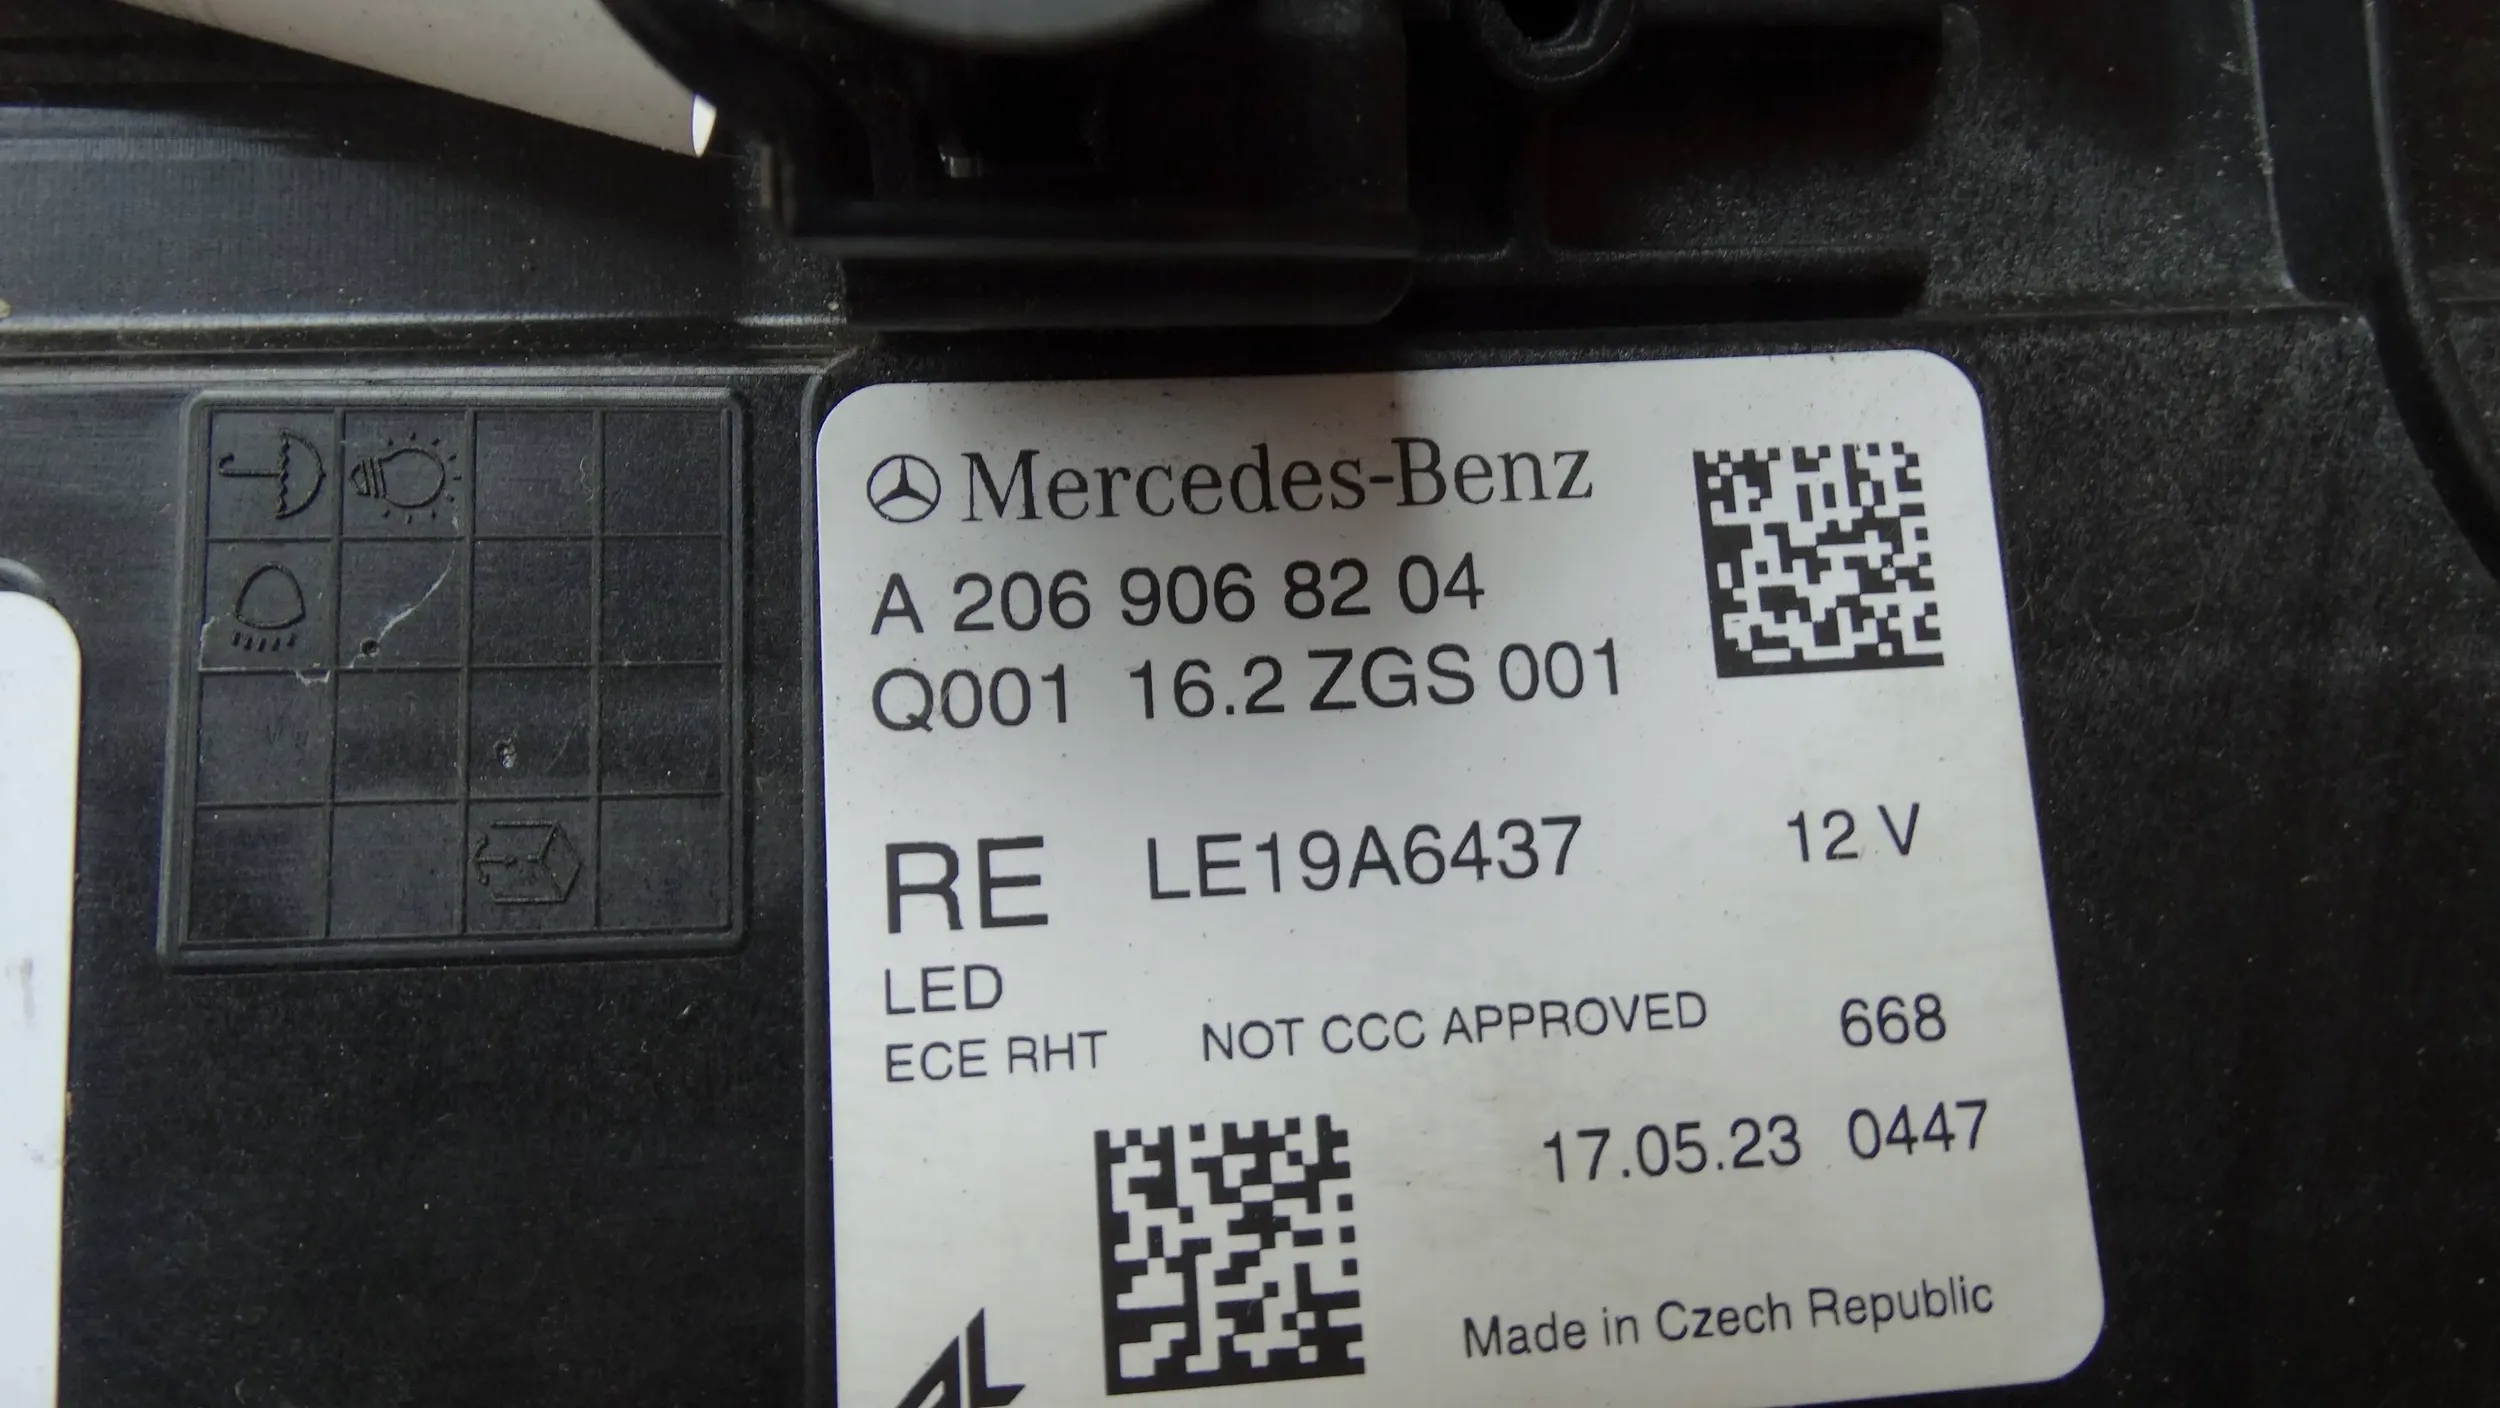 Mercedes-Benz
A 206 906 82 04
Q001 16.2 ZGS 001
RE LE19A6437 12 V
LED
ECE RHT NOT CCC APPROVED 668
17.05.23 0447
AL
Made in Czech Republic